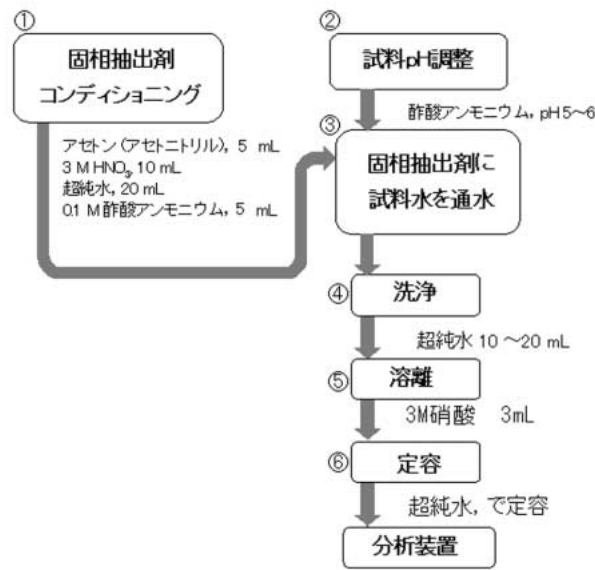 ①
固相抽出剤
コンディショニング
アセトン(アセトニトリル), 5 mL
3 M HNO₃, 10 mL
超純水, 20 mL
0.1 M 酢酸アンモニウム, 5 mL
②
試料pH調整
酢酸アンモニウム, pH5~6
③
固相抽出剤に
試料水を通水
④
洗浄
超純水 10 ~20 mL
⑤
溶離
3M硝酸 3mL
⑥
定容
超純水, で定容
分析装置